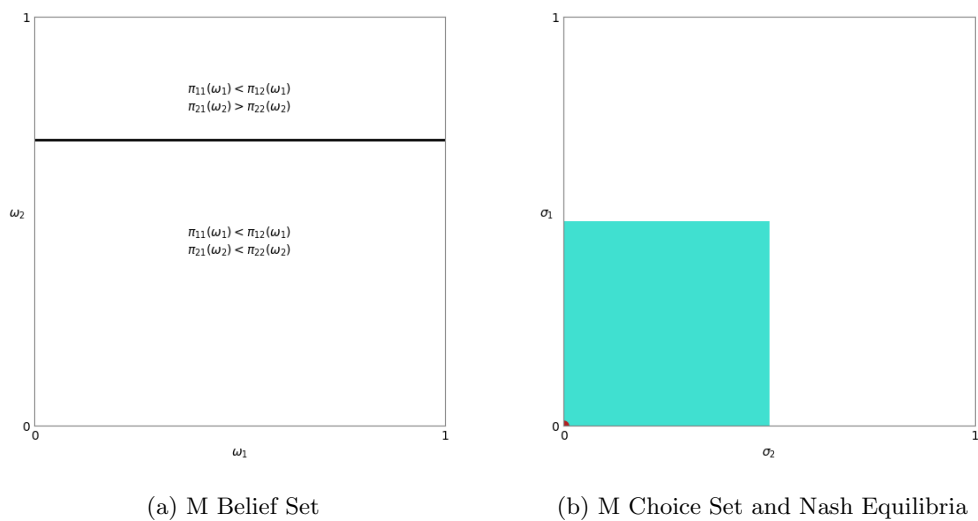 1
π₁₁(ω₁) < π₁₂(ω₁)
π₂₁(ω₂) > π₂₂(ω₂)
ω₂
π₁₁(ω₁) < π₁₂(ω₁)
π₂₁(ω₂) < π₂₂(ω₂)
0
0
1
ω₁
(a) M Belief Set
1
σ₁
0
0
1
σ₂
(b) M Choice Set and Nash Equilibria